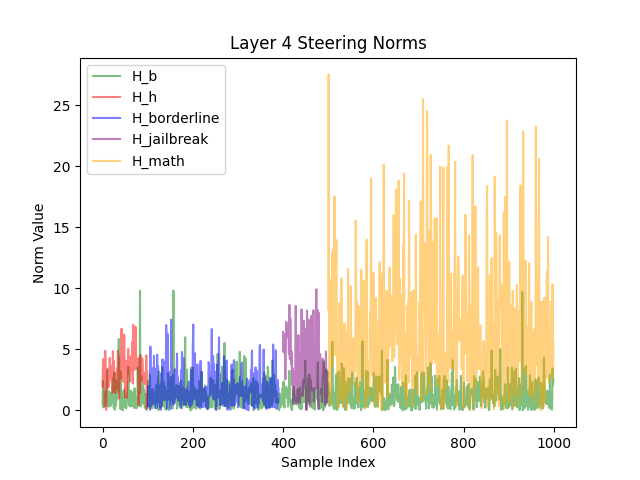 Layer 4 Steering Norms
H_b
H_h
H_borderline
H_jailbreak
H_math
Norm Value
25
20
15
10
5
0
0 200 400 600 800 1000
Sample Index